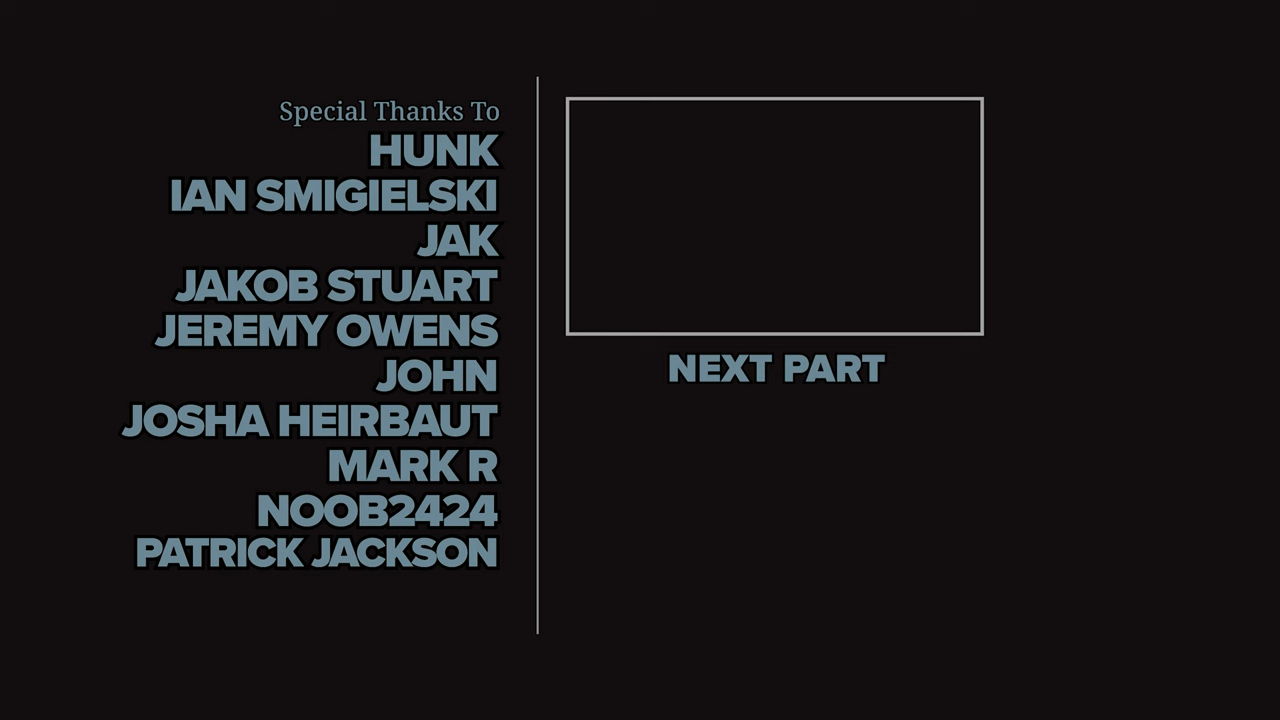 Special Thanks To
HUNK
IAN SMIGIELSKI
JAK
JAKOB STUART
JEREMY OWENS
JOHN
JOSHA HEIRBAUT
MARK R
NOOB2424
PATRICK JACKSON
NEXT PART